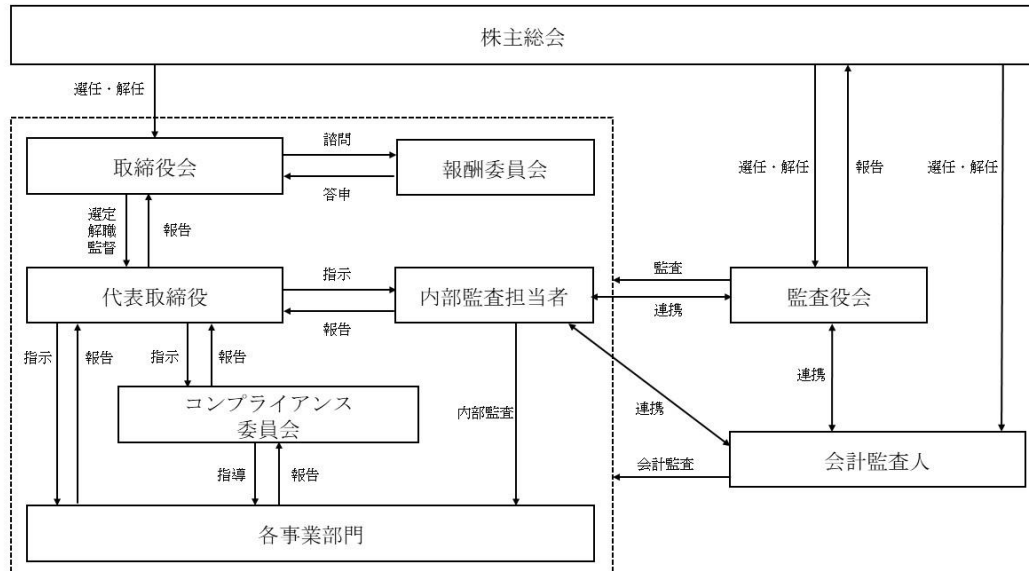 株主総会
選任・解任
諮問
取締役会
報酬委員会
答申
選任・解任
報告
選任・解任
選定
解職
監督
報告
代表取締役
指示
報告
内部監査担当者
監査
連携
監査役会
指示
報告
指示
報告
コンプライアンス
委員会
内部監査
連携
連携
指導
報告
会計監査
会計監査人
各事業部門